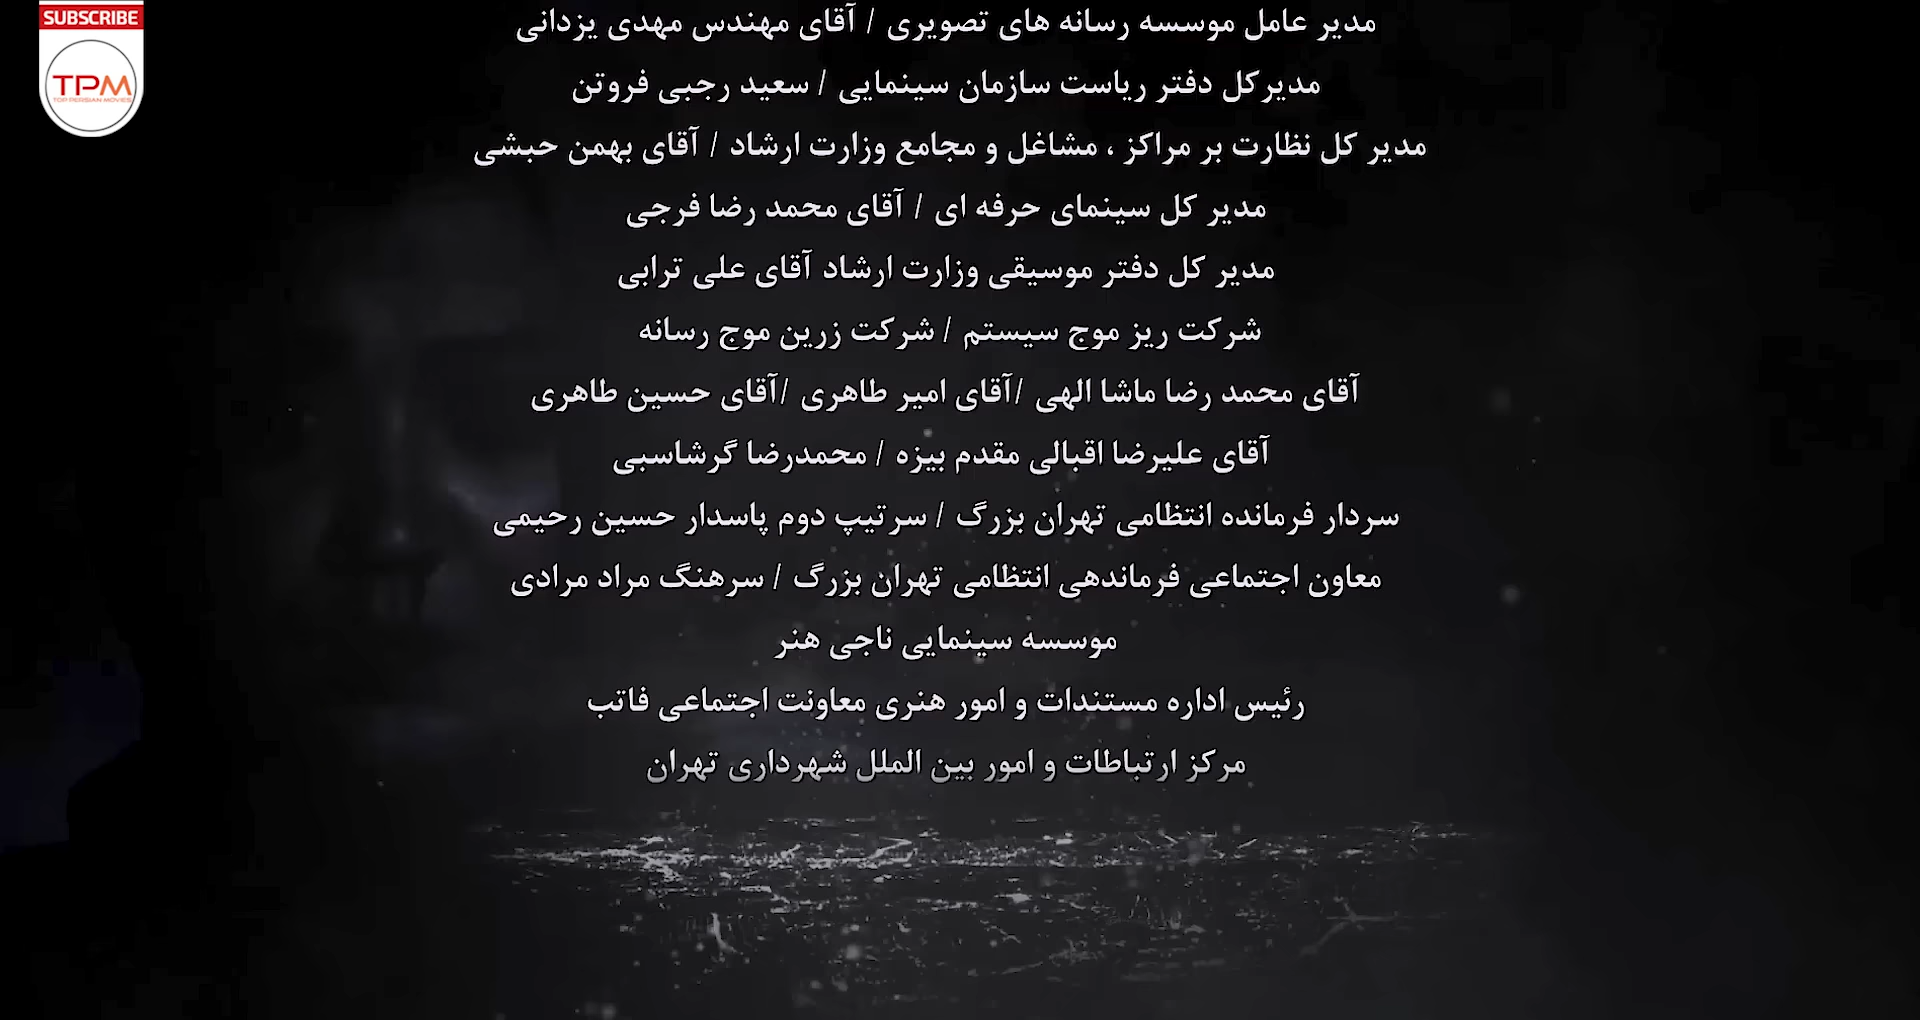 SUBSCRIBE
TPM
TOP PERSIAN MOVIES
مدیر عامل موسسه رسانه های تصویری / آقای مهندس مهدی یزدانی
مدیرکل دفتر ریاست سازمان سینمایی / سعید رجبی فروتن
مدیر کل نظارت بر مراکز ، مشاغل و مجامع وزارت ارشاد / آقای بهمن حبشی
مدیر کل سینمای حرفه ای / آقای محمد رضا فرجی
مدیر کل دفتر موسیقی وزارت ارشاد آقای علی ترابی
شرکت ریز موج سیستم / شرکت زرین موج رسانه
آقای محمد رضا ماشا الهی /آقای امیر طاهری /آقای حسین طاهری
آقای علیرضا اقبالی مقدم بیزه / محمدرضا گرشاسبی
سردار فرمانده انتظامی تهران بزرگ / سرتیپ دوم پاسدار حسین رحیمی
معاون اجتماعی فرماندهی انتظامی تهران بزرگ / سرهنگ مراد مرادی
موسسه سینمایی ناجی هنر
رئیس اداره مستندات و امور هنری معاونت اجتماعی فاتب
مرکز ارتباطات و امور بین الملل شهرداری تهران